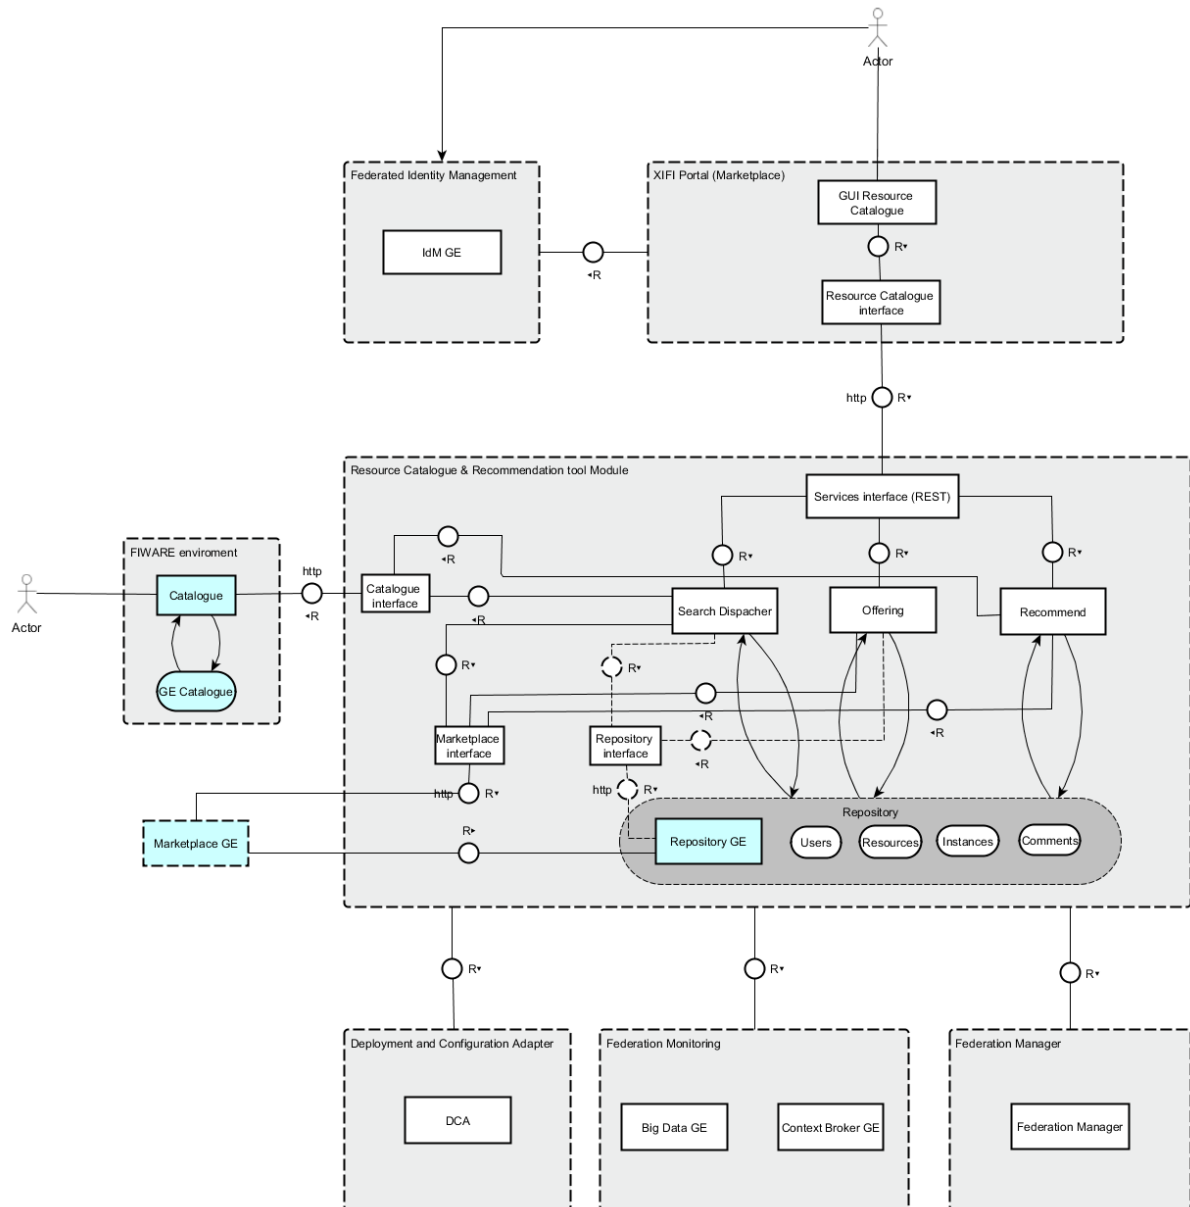 Actor
Federated Identity Management
XIFI Portal (Marketplace)
GUI Resource
Catalogue
IdM GE
R▾
◂R
Resource Catalogue
interface
http
R▾
Resource Catalogue & Recommendation tool Module
Services interface (REST)
FIWARE enviroment
◂R
R▾
R▾
R▾
http
Catalogue
Catalogue
interface
Search Dispacher
Offering
Recommend
◂R
◂R
Actor
R▾
R▾
GE Catalogue
◂R
◂R
Marketplace
interface
Repository
interface
◂R
http
R▾
http
R▾
Repository
R▸
Marketplace GE
Repository GE
Users
Resources
Instances
Comments
R▾
R▾
R▾
Deployment and Configuration Adapter
Federation Monitoring
Federation Manager
DCA
Big Data GE
Context Broker GE
Federation Manager